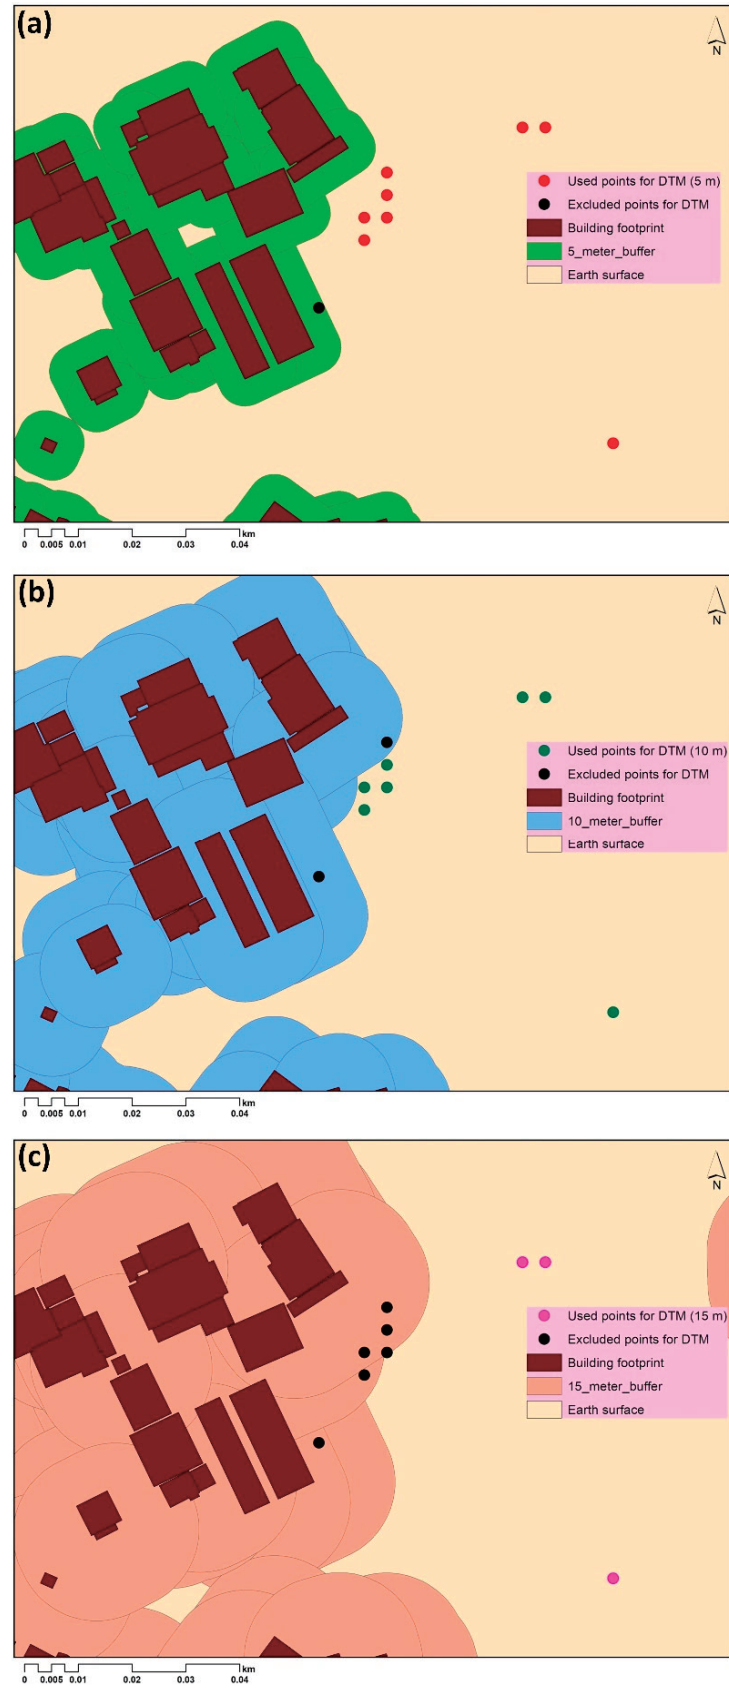 (a)
N
Used points for DTM (5 m)
Excluded points for DTM
Building footprint
5_meter_buffer
Earth surface
km
0 0.005 0.01 0.02 0.03 0.04
(b)
N
Used points for DTM (10 m)
Excluded points for DTM
Building footprint
10_meter_buffer
Earth surface
km
0 0.005 0.01 0.02 0.03 0.04
(c)
N
Used points for DTM (15 m)
Excluded points for DTM
Building footprint
15_meter_buffer
Earth surface
km
0 0.005 0.01 0.02 0.03 0.04